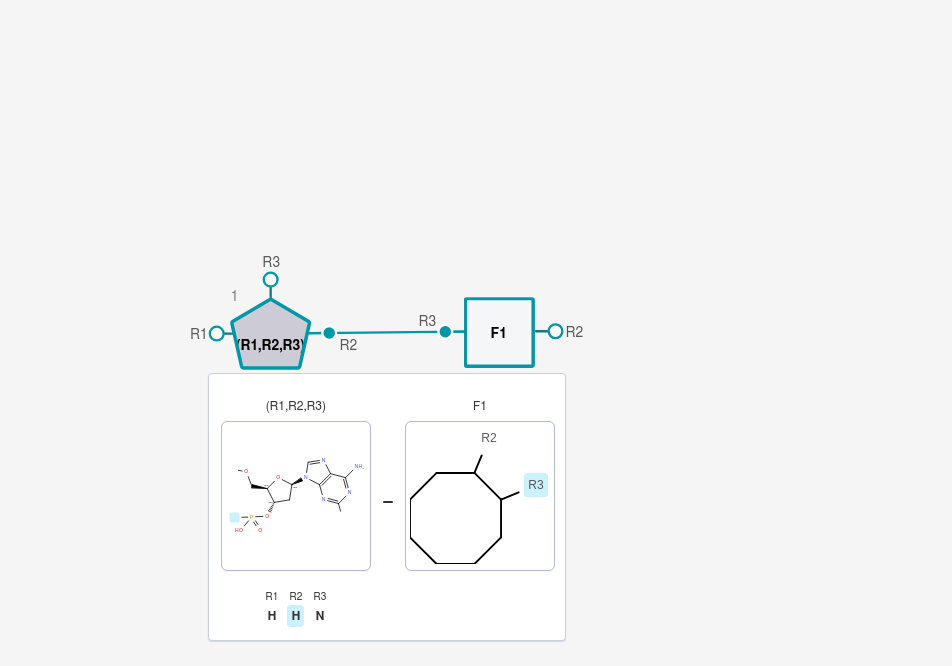 R3
1
R1
(R1,R2,R3)
R2
R3
F1
R2
(R1,R2,R3)
F1
O
O
N
N
N
N
NH₂
P
O
HO
O
R2
R3
R1 R2 R3
H H N